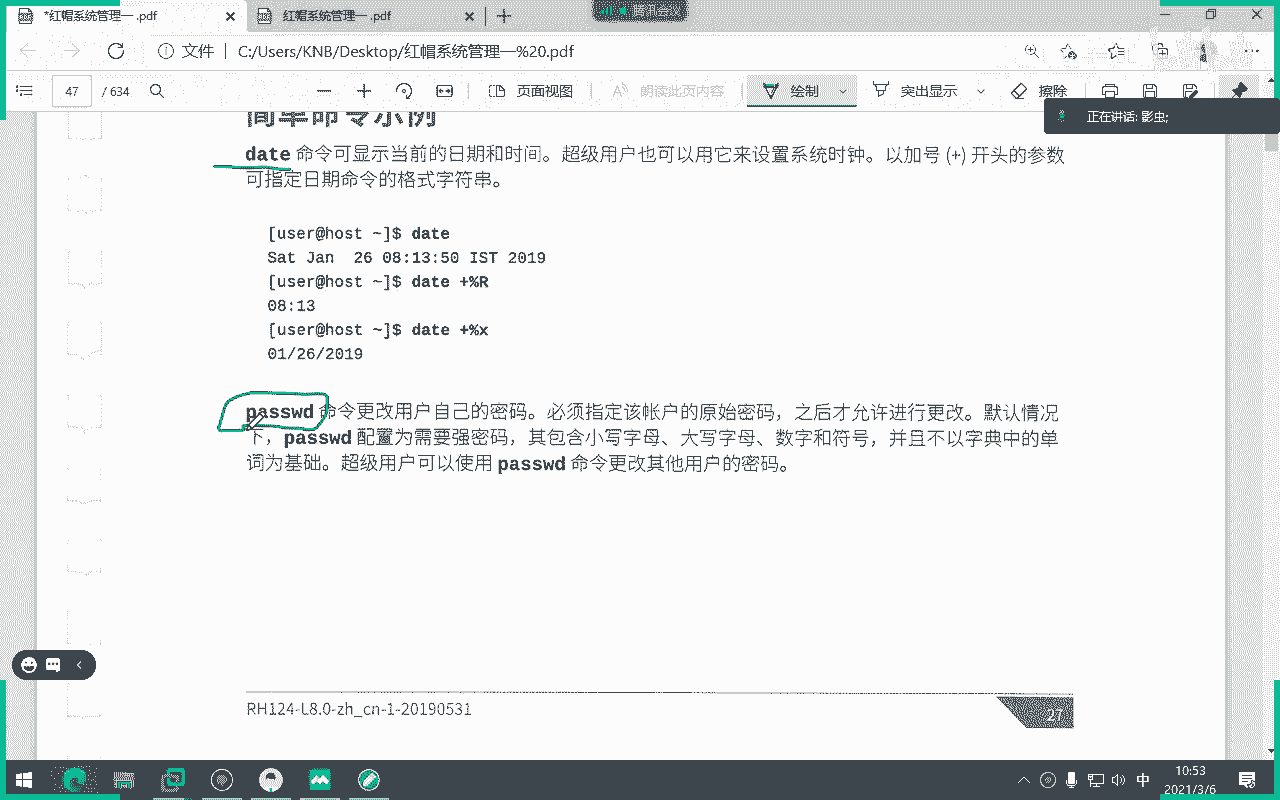 *红帽系统管理一 .pdf
红帽系统管理一 .pdf
腾讯会议
文件 C:/Users/KNB/Desktop/红帽系统管理一%20.pdf
47 / 634 页面视图 朗读此页内容 绘制 突出显示 擦除
正在讲话: 影虫;
简单命令示例
date 命令可显示当前的日期和时间。超级用户也可以用它来设置系统时钟。以加号 (+) 开头的参数
可指定日期命令的格式字符串。
[user@host ~]$ date
Sat Jan 26 08:13:50 IST 2019
[user@host ~]$ date +%R
08:13
[user@host ~]$ date +%x
01/26/2019
passwd 命令更改用户自己的密码。必须指定该帐户的原始密码，之后才允许进行更改。默认情况
下，passwd 配置为需要强密码，其包含小写字母、大写字母、数字和符号，并且不以字典中的单
词为基础。超级用户可以使用 passwd 命令更改其他用户的密码。
RH124-L8.0-zh_cn-1-20190531
27
中
10:53
2021/3/6